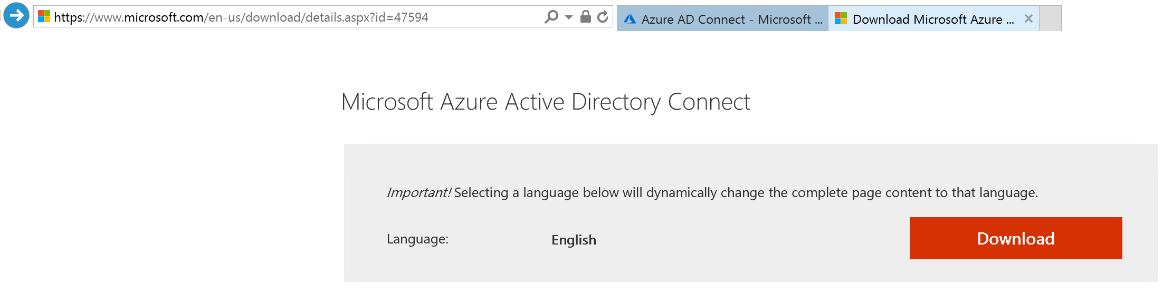 https://www.microsoft.com/en-us/download/details.aspx?id=47594
Azure AD Connect - Microsoft ...
Download Microsoft Azure ...
Microsoft Azure Active Directory Connect
Important! Selecting a language below will dynamically change the complete page content to that language.
Language:
English
Download